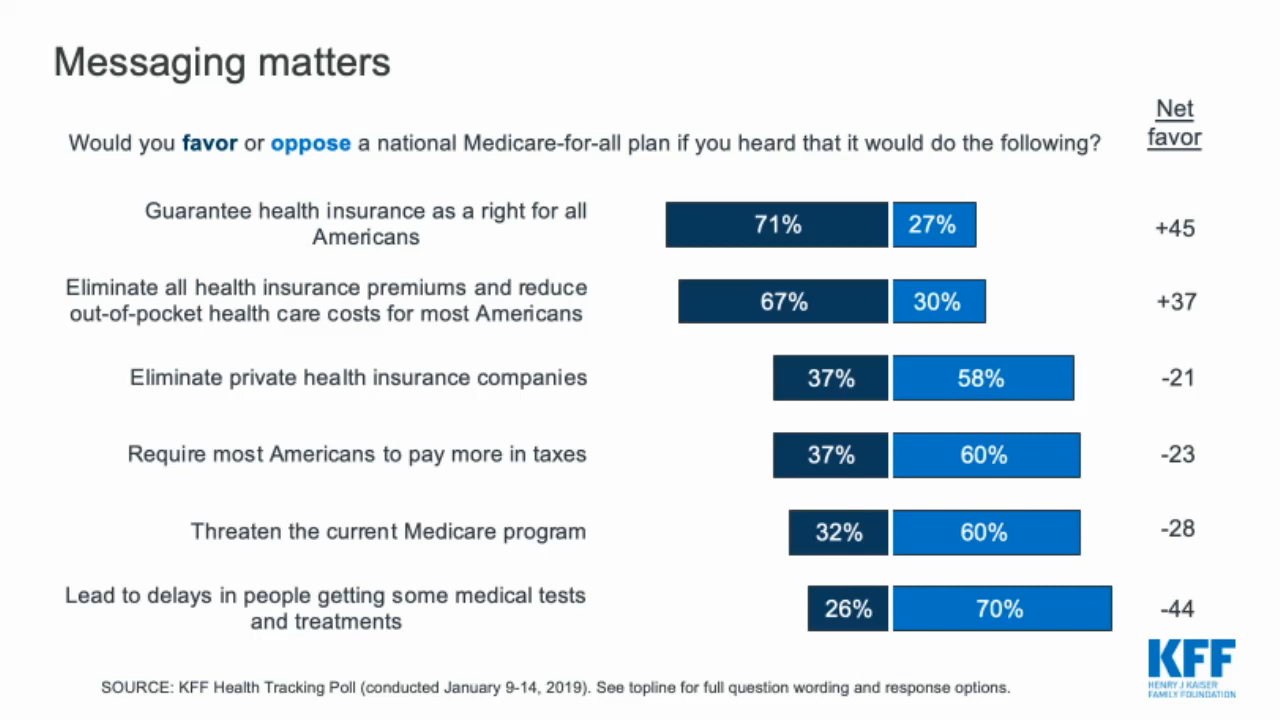 Messaging matters
Net
favor
Would you favor or oppose a national Medicare-for-all plan if you heard that it would do the following?
Guarantee health insurance as a right for all
Americans
71%
27%
+45
Eliminate all health insurance premiums and reduce
out-of-pocket health care costs for most Americans
67%
30%
+37
Eliminate private health insurance companies
37%
58%
-21
Require most Americans to pay more in taxes
37%
60%
-23
Threaten the current Medicare program
32%
60%
-28
Lead to delays in people getting some medical tests
and treatments
26%
70%
-44
KFF
HENRY J KAISER
FAMILY FOUNDATION
SOURCE: KFF Health Tracking Poll (conducted January 9-14, 2019). See topline for full question wording and response options.